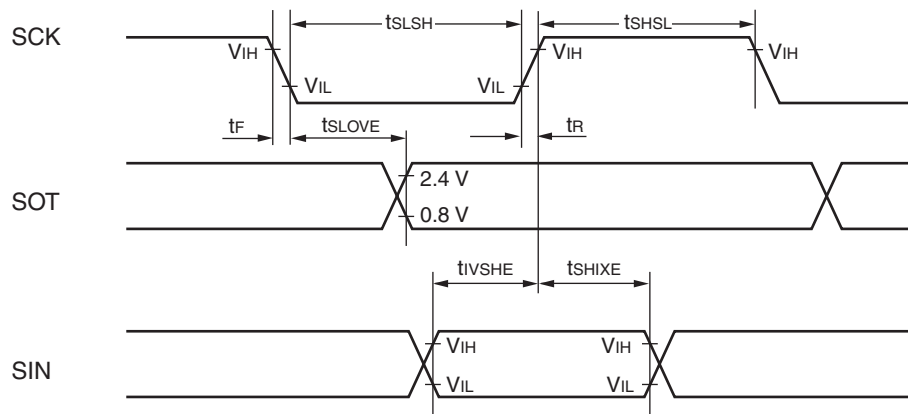 tSLSH
tSHSL
SCK
VIH
VIH
VIH
VIL
VIL
tF
tSLOVE
tR
SOT
2.4 V
0.8 V
tIVSHE
tSHIXE
SIN
VIH
VIH
VIL
VIL